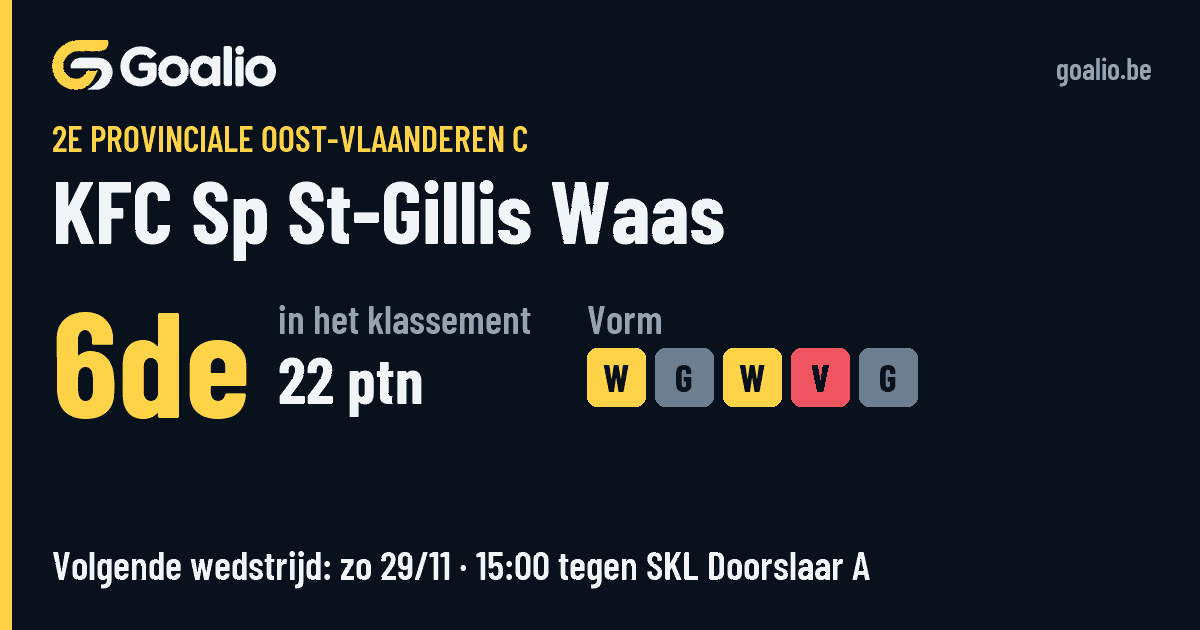 Goalio
goalio.be
2E PROVINCIALE OOST-VLAANDEREN C
KFC Sp St-Gillis Waas
6de
in het klassement
22 ptn
Vorm
W G W V G
Volgende wedstrijd: zo 29/11 · 15:00 tegen SKL Doorslaar A